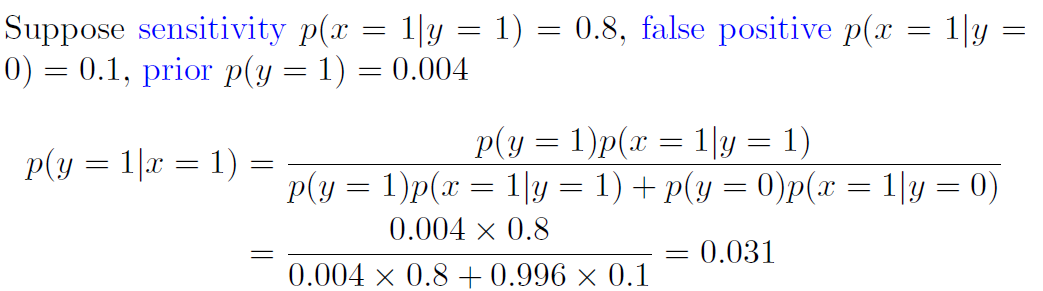 Suppose sensitivity p(x = 1|y = 1) = 0.8, false positive p(x = 1|y =
0) = 0.1, prior p(y = 1) = 0.004
p(y = 1|x = 1) = \frac{p(y = 1)p(x = 1|y = 1)}{p(y = 1)p(x = 1|y = 1) + p(y = 0)p(x = 1|y = 0)}
= \frac{0.004 × 0.8}{0.004 × 0.8 + 0.996 × 0.1} = 0.031